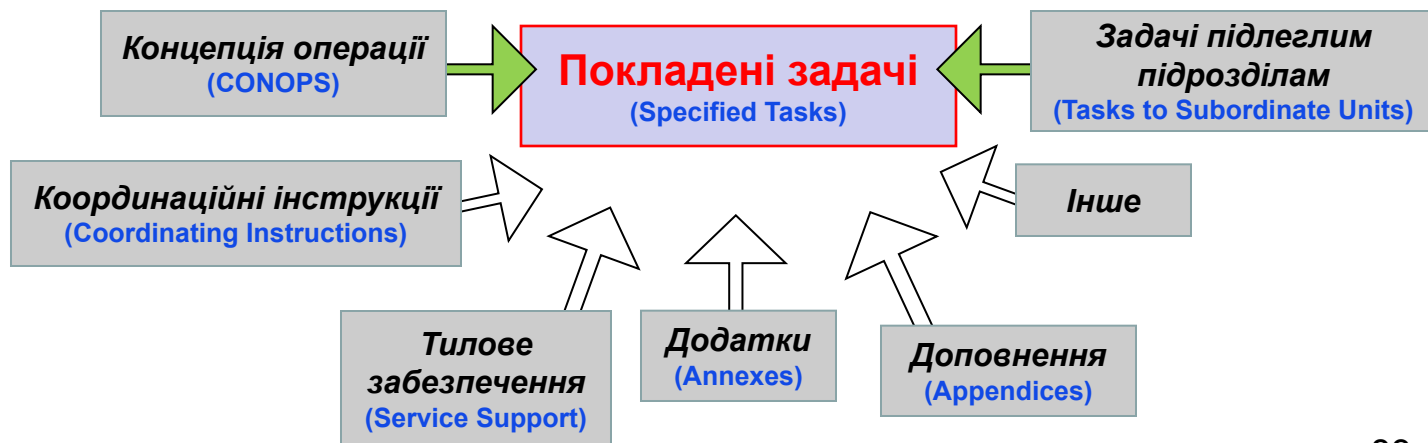 Концепція операції
(CONOPS)
Покладені задачі
(Specified Tasks)
Задачі підлеглим
підрозділам
(Tasks to Subordinate Units)
Координаційні інструкції
(Coordinating Instructions)
Інше
Тилове
забезпечення
(Service Support)
Додатки
(Annexes)
Доповнення
(Appendices)